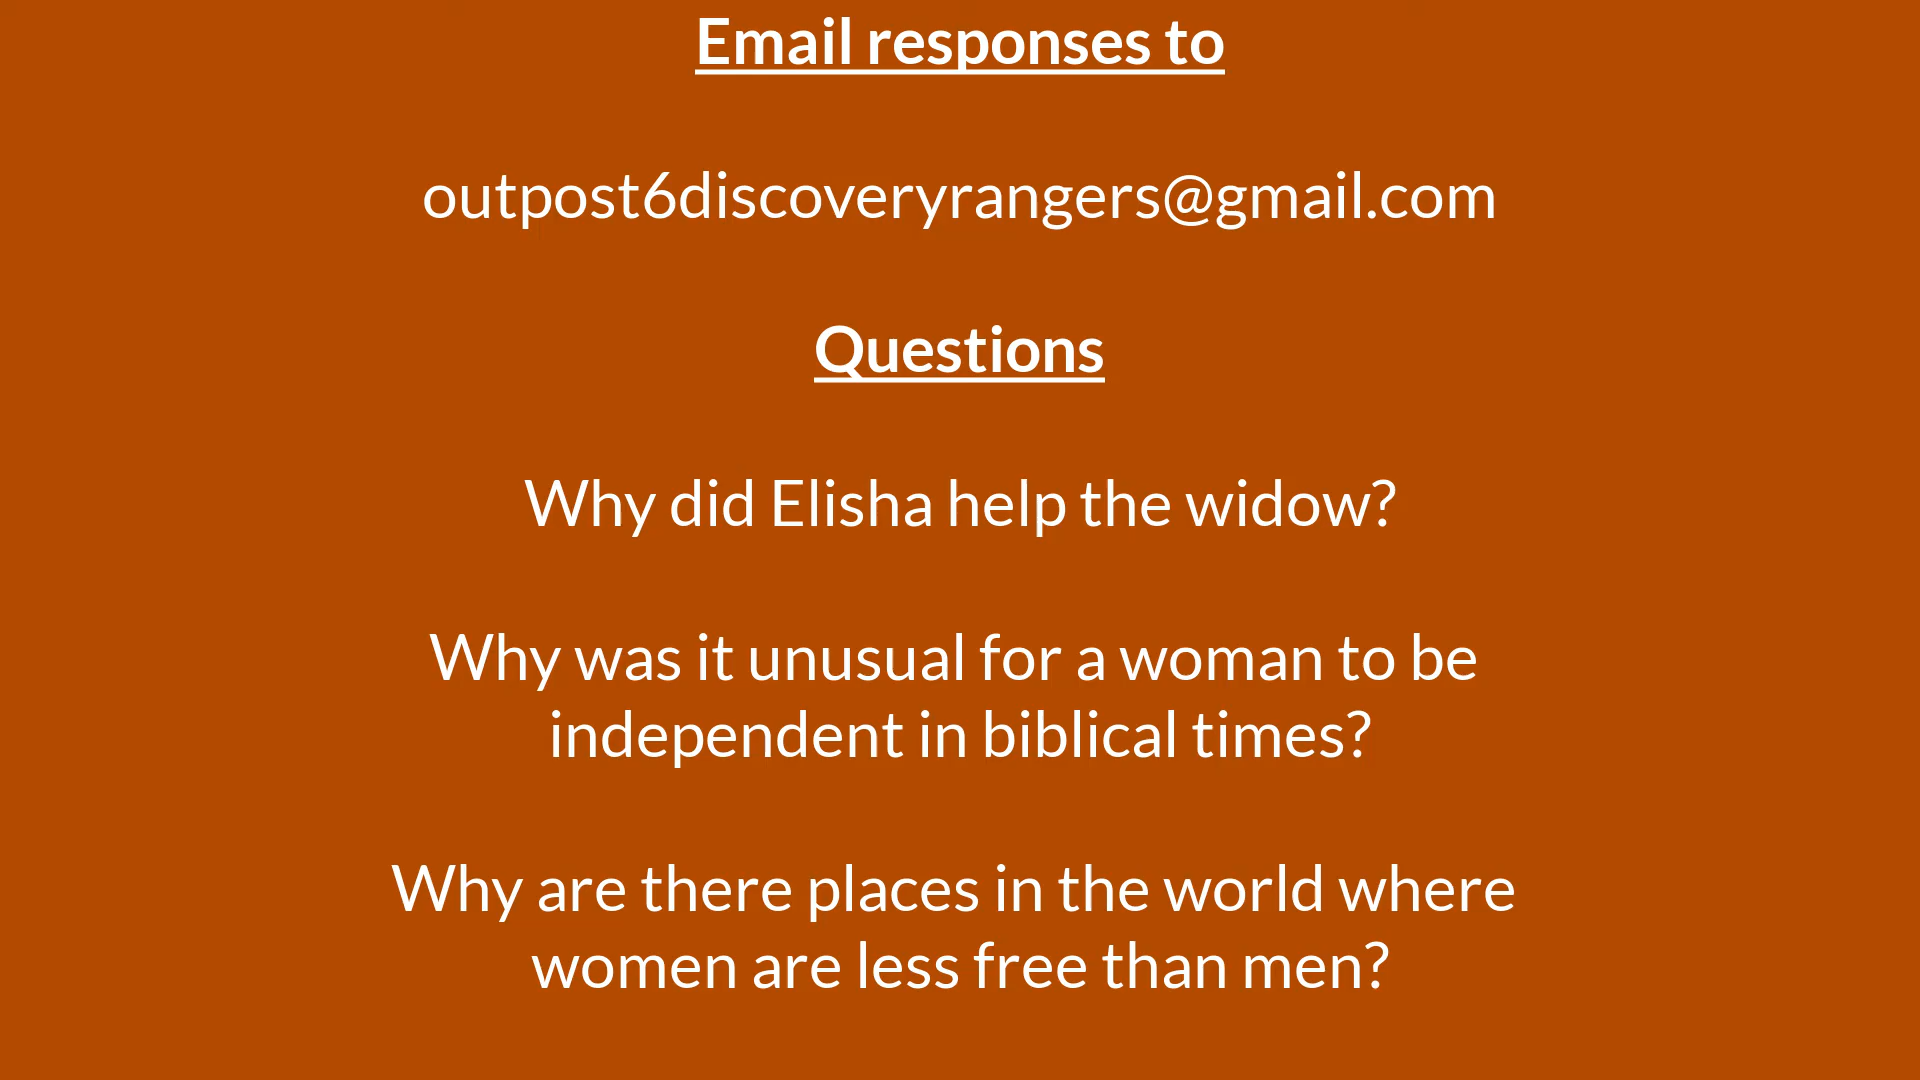 Email responses to
outpost6discoveryrangers@gmail.com
Questions
Why did Elisha help the widow?
Why was it unusual for a woman to be
independent in biblical times?
Why are there places in the world where
women are less free than men?